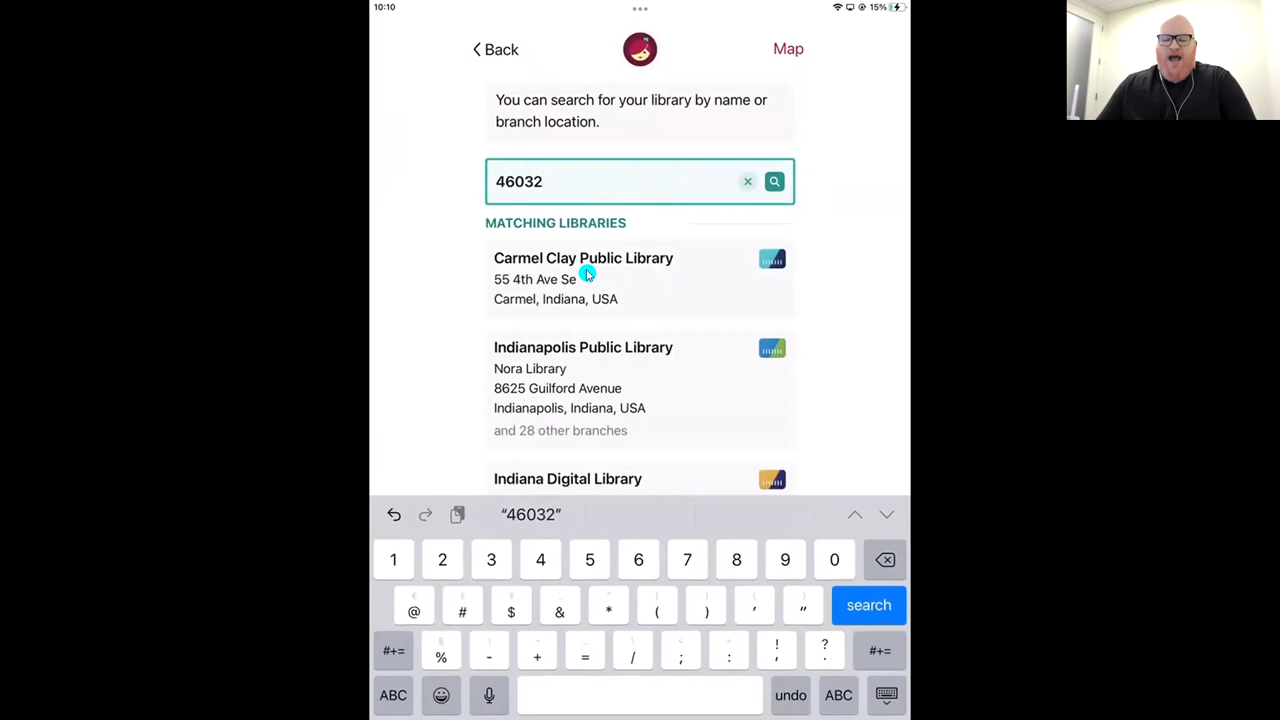 10:10
15%
Back
Map
You can search for your library by name or
branch location.
46032
MATCHING LIBRARIES
Carmel Clay Public Library
55 4th Ave Se
Carmel, Indiana, USA
Indianapolis Public Library
Nora Library
8625 Guilford Avenue
Indianapolis, Indiana, USA
and 28 other branches
Indiana Digital Library
“46032”
1 2 3 4 5 6 7 8 9 0
@ # $ & * ( ) ' "
search
#+= % - + = / ; : ! , ? . #+=
ABC undo ABC